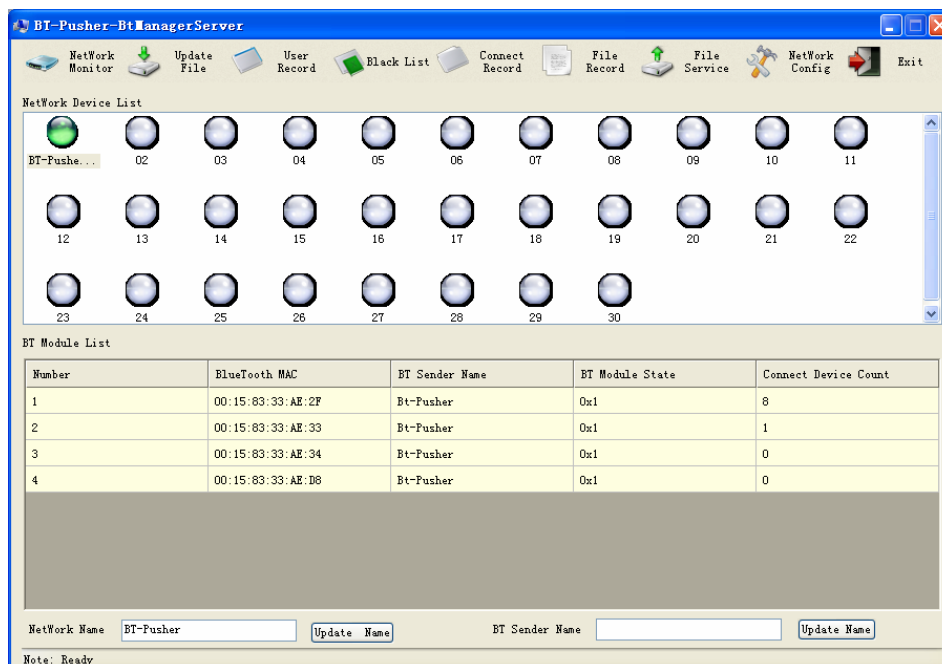 BT-Pusher-BtManagerServer
NetWork Monitor
Update File
User Record
Black List
Connect Record
File Record
File Service
NetWork Config
Exit
NetWork Device List
BT-Pushe... 02 03 04 05 06 07 08 09 10 11
12 13 14 15 16 17 18 19 20 21 22
23 24 25 26 27 28 29 30
BT Module List
Number BlueTooth MAC BT Sender Name BT Module State Connect Device Count
1 00:15:83:33:AE:2F Bt-Pusher 0x1 8
2 00:15:83:33:AE:33 Bt-Pusher 0x1 1
3 00:15:83:33:AE:34 Bt-Pusher 0x1 0
4 00:15:83:33:AE:D8 Bt-Pusher 0x1 0
NetWork Name BT-Pusher Update Name BT Sender Name Update Name
Note: Ready